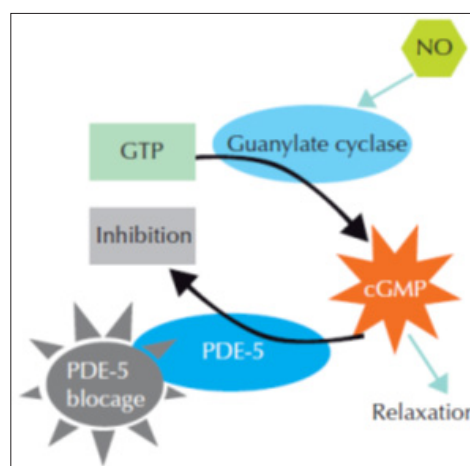 NO
Guanylate cyclase
GTP
Inhibition
cGMP
PDE-5
PDE-5
blocage
Relaxation